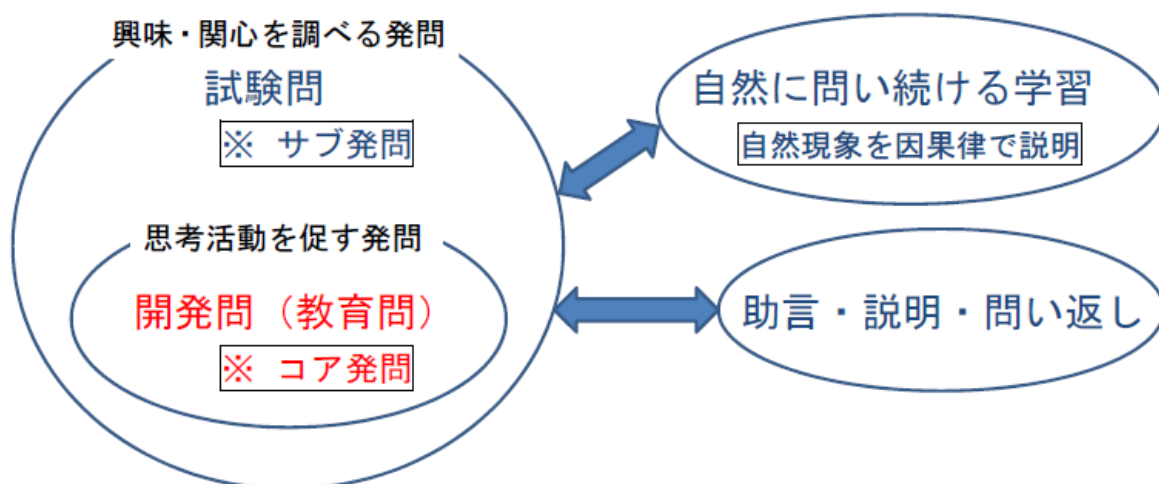 興味・関心を調べる発問
試験問
※ サブ発問
思考活動を促す発問
開発問（教育問）
※ コア発問
自然に問い続ける学習
自然現象を因果律で説明
助言・説明・問い返し